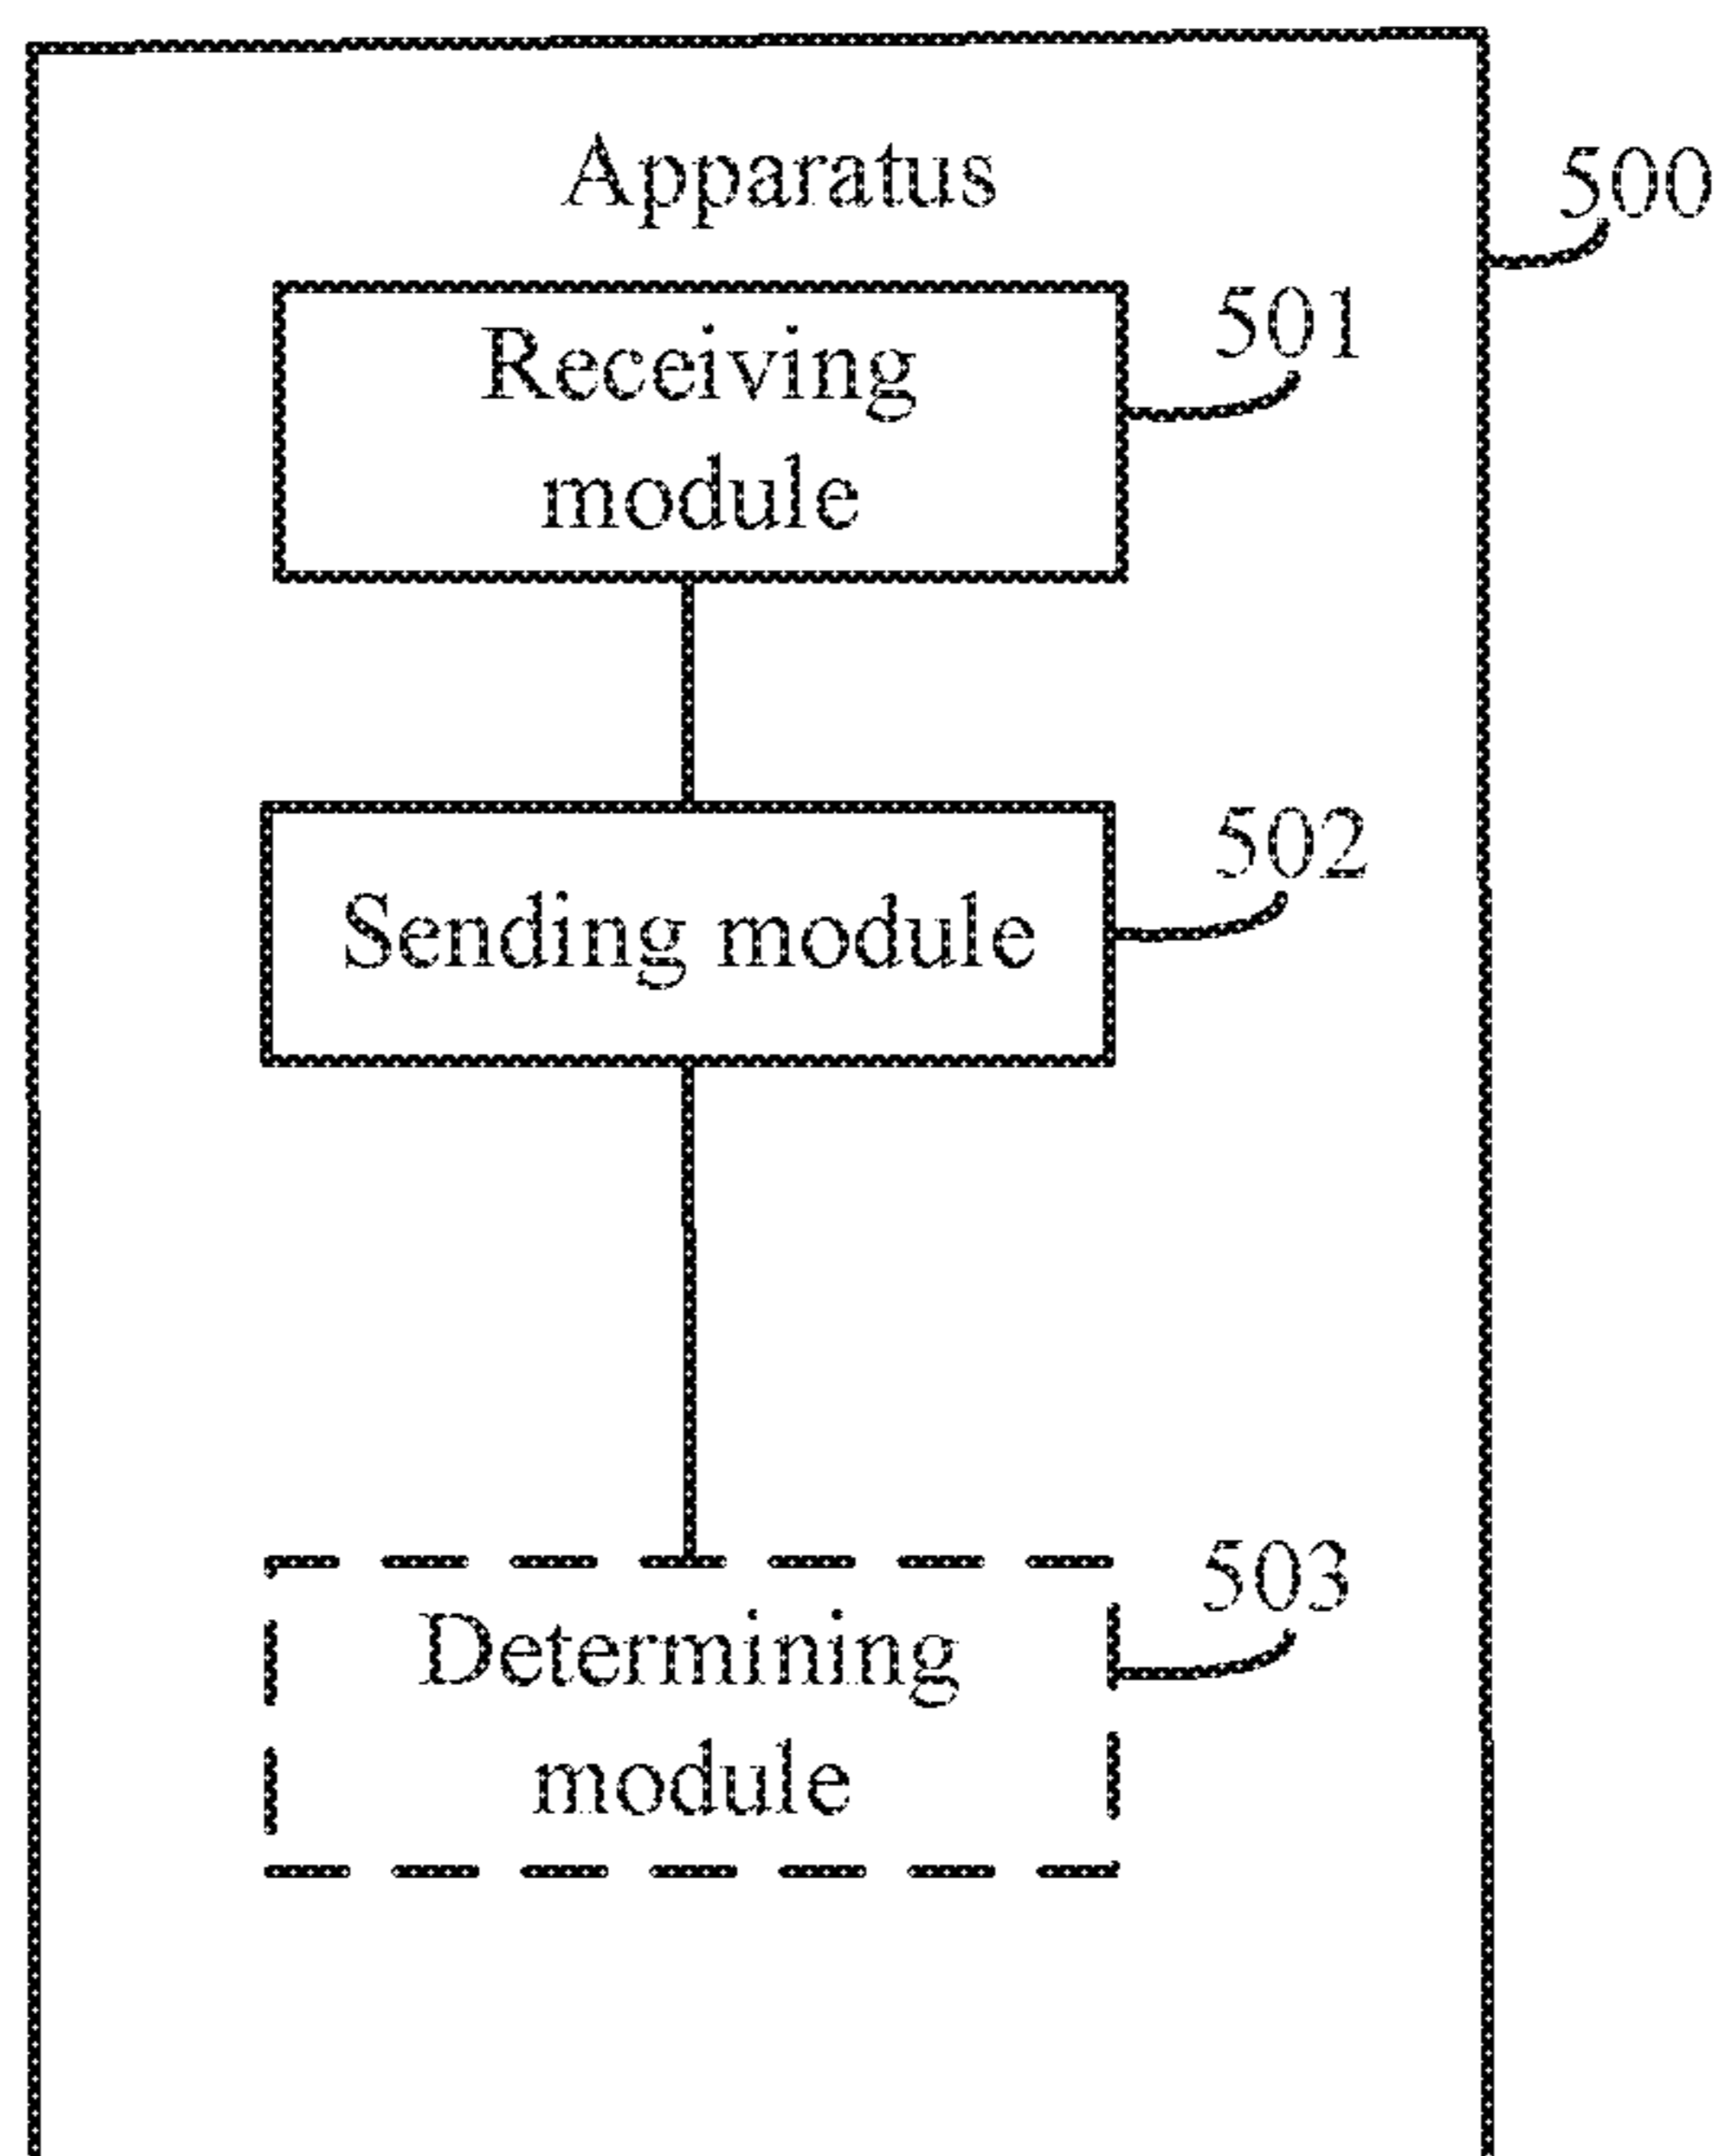 Apparatus
500
Receiving
module
501
Sending module
502
Determining
module
503